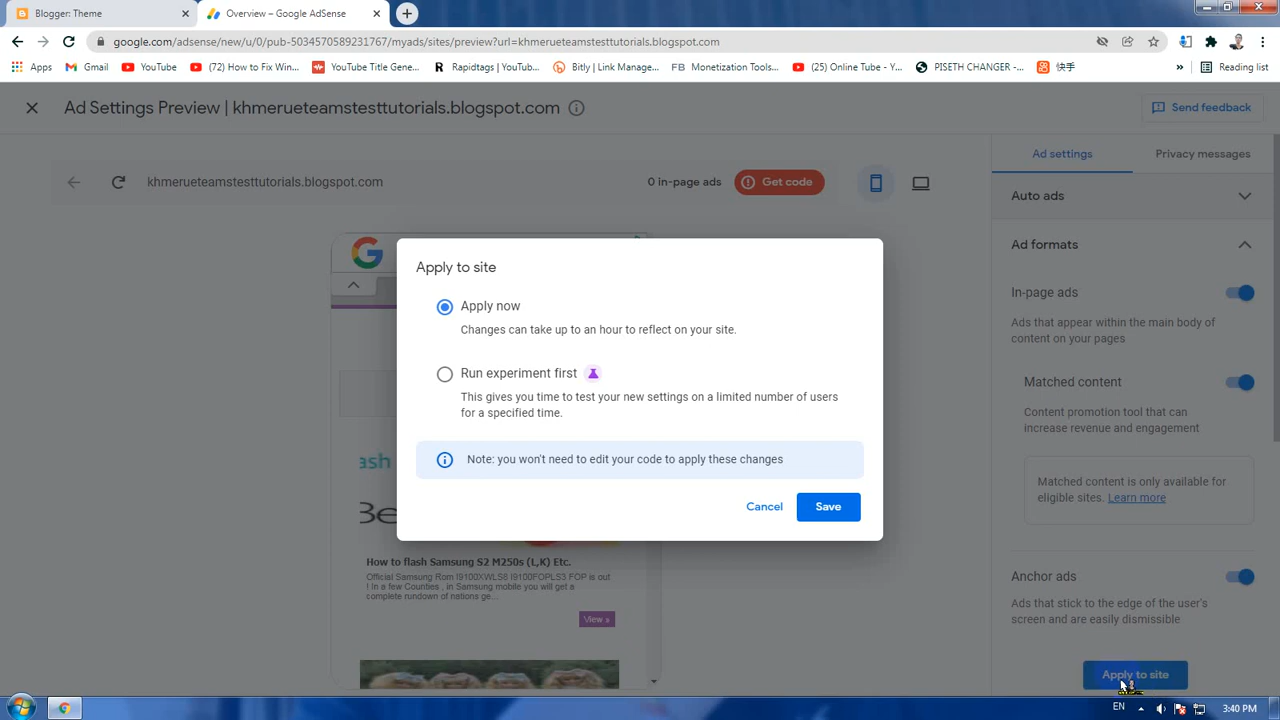 Blogger: Theme
Overview – Google AdSense
google.com/adsense/new/u/0/pub-5034570589231767/myads/sites/preview?url=khmerueteamstesttutorials.blogspot.com
Apps
Gmail
YouTube
(72) How to Fix Win...
YouTube Title Gene...
Rapidtags | YouTub...
Bitly | Link Manage...
FB Monetization Tools...
(25) Online Tube - Y...
PISETH CHANGER -...
快手
»
Reading list
Ad Settings Preview | khmerueteamstesttutorials.blogspot.com
Send feedback
khmerueteamstesttutorials.blogspot.com
0 in-page ads
Get code
Ad settings
Privacy messages
Auto ads
Ad formats
In-page ads
Ads that appear within the main body of
content on your pages
Matched content
Content promotion tool that can
increase revenue and engagement
Matched content is only available for
eligible sites. Learn more
Anchor ads
Ads that stick to the edge of the user's
screen and are easily dismissible
Apply to site
Apply to site
Apply now
Changes can take up to an hour to reflect on your site.
Run experiment first
This gives you time to test your new settings on a limited number of users
for a specified time.
Note: you won't need to edit your code to apply these changes
Cancel
Save
How to flash Samsung S2 M250s (L,K) Etc.
Official Samsung Rom I9100XWLS8 I9100FOPLS3 FOP is out
! In a few Counties , in Samsung mobile you will get a
complete rundown of nations ge...
View »
EN
3:40 PM